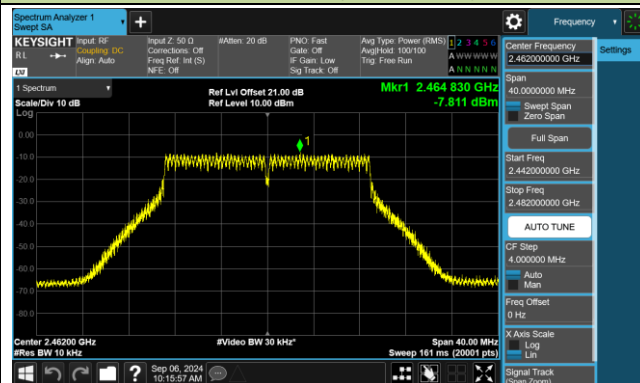 Spectrum Analyzer 1
Swept SA
+
Frequency
KEYSIGHT
Input: RF
Coupling: DC
Align: Auto
Input Z: 50 Ω
Corrections: Off
Freq Ref: Int (S)
NFE: Off
#Atten: 20 dB
PNO: Fast
Gate: Off
IF Gain: Low
Sig Track: Off
Avg Type: Power (RMS)
Avg|Hold: 100/100
Trig: Free Run
1 2 3 4 5 6
A W W W W W
A N N N N N
RL
LXI
1 Spectrum
Scale/Div 10 dB
Ref Lvl Offset 21.00 dB
Ref Level 10.00 dBm
Mkr1 2.464 830 GHz
-7.811 dBm
Log
1
0.00
-10.0
-20.0
-30.0
-40.0
-50.0
-60.0
-70.0
-80.0
Center 2.46200 GHz
#Res BW 10 kHz
#Video BW 30 kHz*
Span 40.00 MHz
Sweep 161 ms (20001 pts)
Sep 06, 2024
10:15:57 AM
Center Frequency
2.462000000 GHz
Settings
Span
40.0000000 MHz
Swept Span
Zero Span
Full Span
Start Freq
2.442000000 GHz
Stop Freq
2.482000000 GHz
AUTO TUNE
CF Step
4.000000 MHz
Auto
Man
Freq Offset
0 Hz
X Axis Scale
Log
Lin
Signal Track
(Span Zoom)